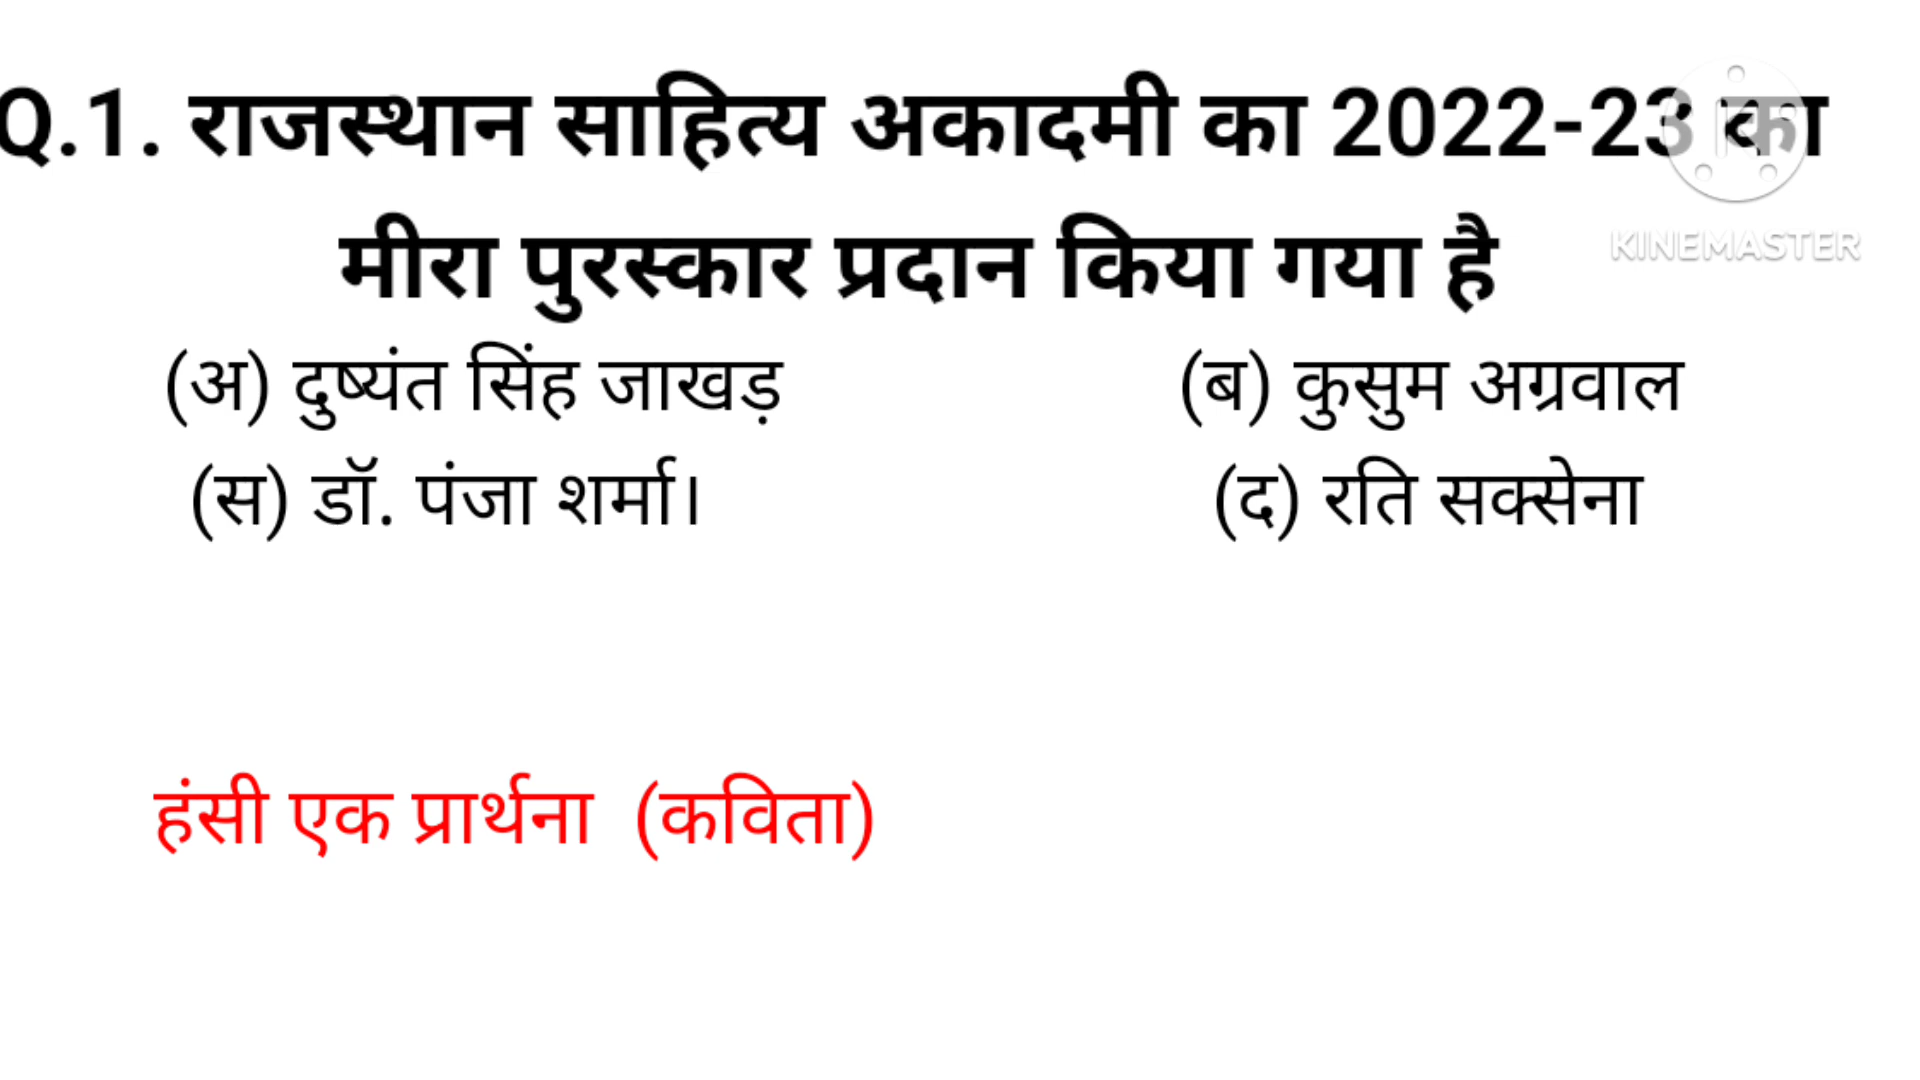 Q.1. राजस्थान साहित्य अकादमी का 2022-23 का
मीरा पुरस्कार प्रदान किया गया है
(अ) दुष्यंत सिंह जाखड़ (ब) कुसुम अग्रवाल
(स) डॉ. पंजा शर्मा। (द) रति सक्सेना
हंसी एक प्रार्थना (कविता)
KINEMASTER